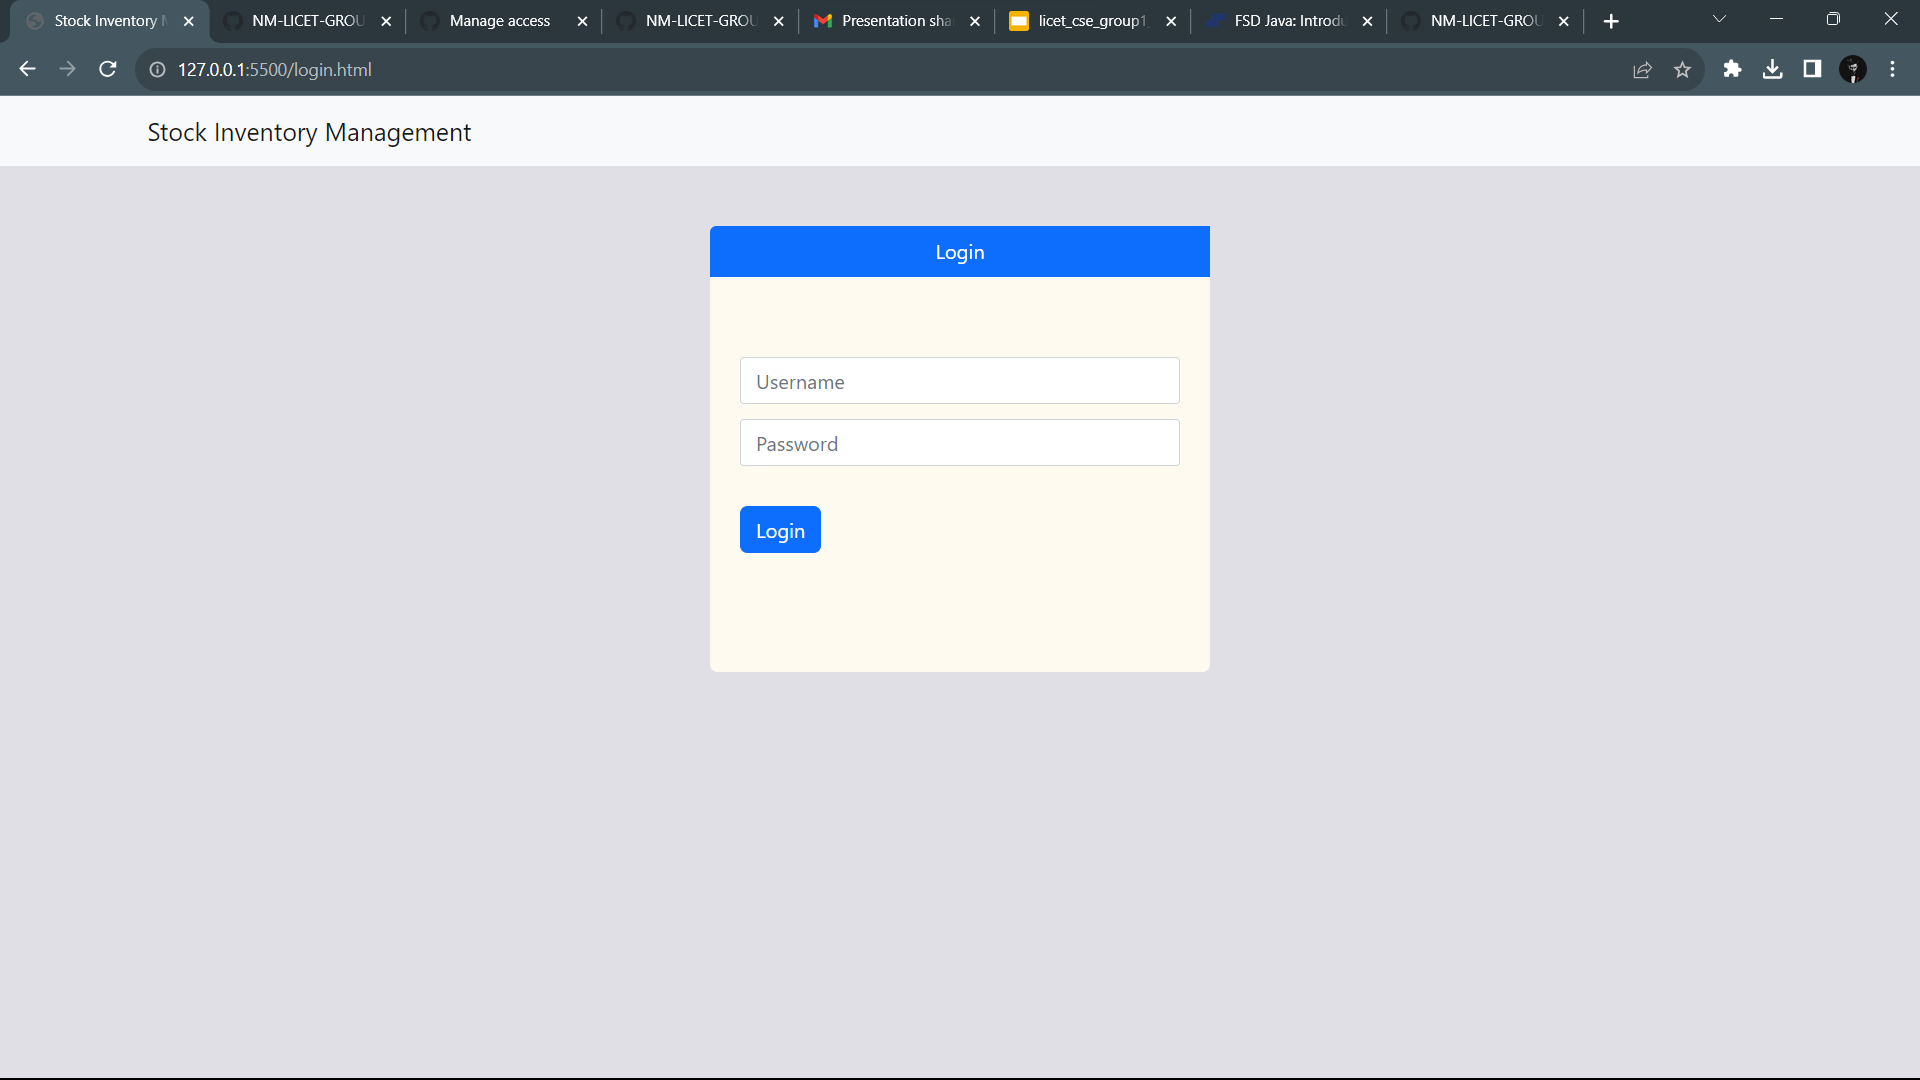 Stock Inventory M
NM-LICET-GROU
Manage access
NM-LICET-GROU
Presentation sha
licet_cse_group1_
FSD Java: Introdu
NM-LICET-GROU
127.0.0.1:5500/login.html
Stock Inventory Management
Login
Username
Password
Login